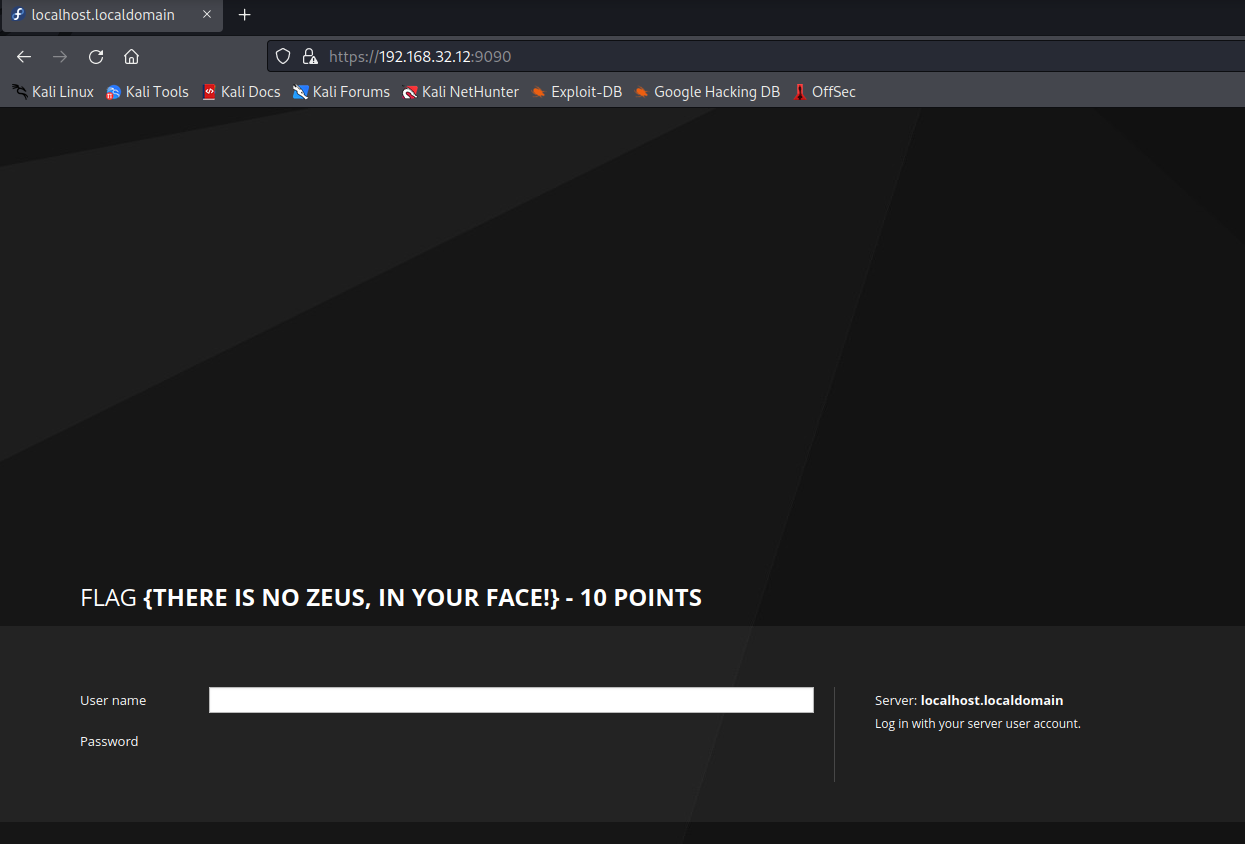 localhost.localdomain
https://192.168.32.12:9090
Kali Linux Kali Tools Kali Docs Kali Forums Kali NetHunter Exploit-DB Google Hacking DB OffSec
FLAG {THERE IS NO ZEUS, IN YOUR FACE!} - 10 POINTS
User name
Password
Server: localhost.localdomain
Log in with your server user account.